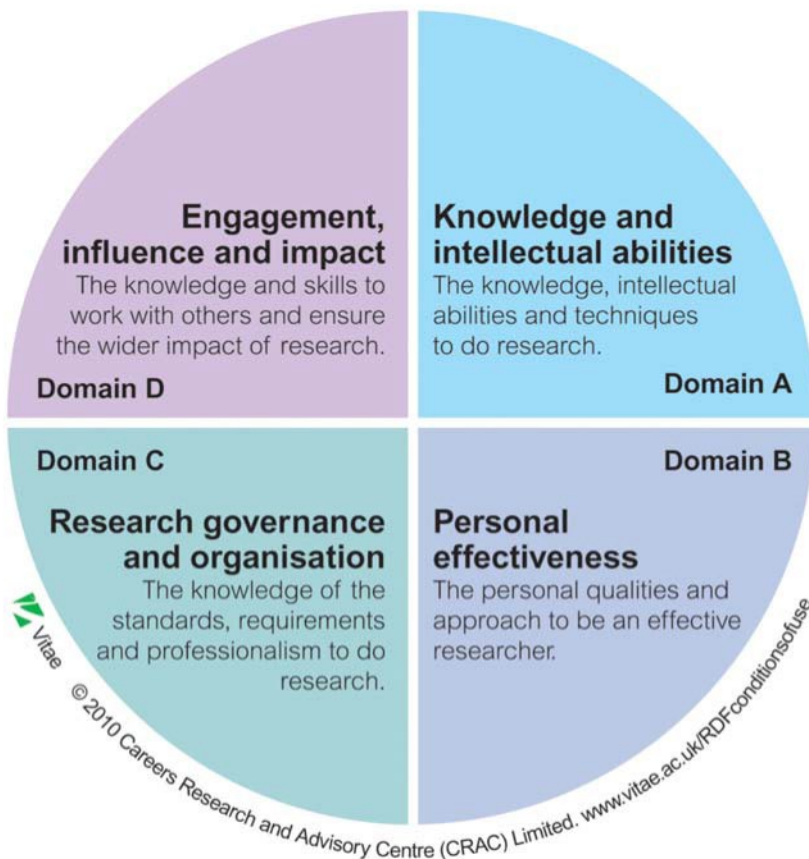 Engagement,
influence and impact
The knowledge and skills to
work with others and ensure
the wider impact of research.
Domain D
Knowledge and
intellectual abilities
The knowledge, intellectual
abilities and techniques
to do research.
Domain A
Domain C
Research governance
and organisation
The knowledge of the
standards, requirements
and professionalism to do
research.
Domain B
Personal
effectiveness
The personal qualities and
approach to be an effective
researcher.
Vitae © 2010 Careers Research and Advisory Centre (CRAC) Limited. www.vitae.ac.uk/RDFconditionsofuse